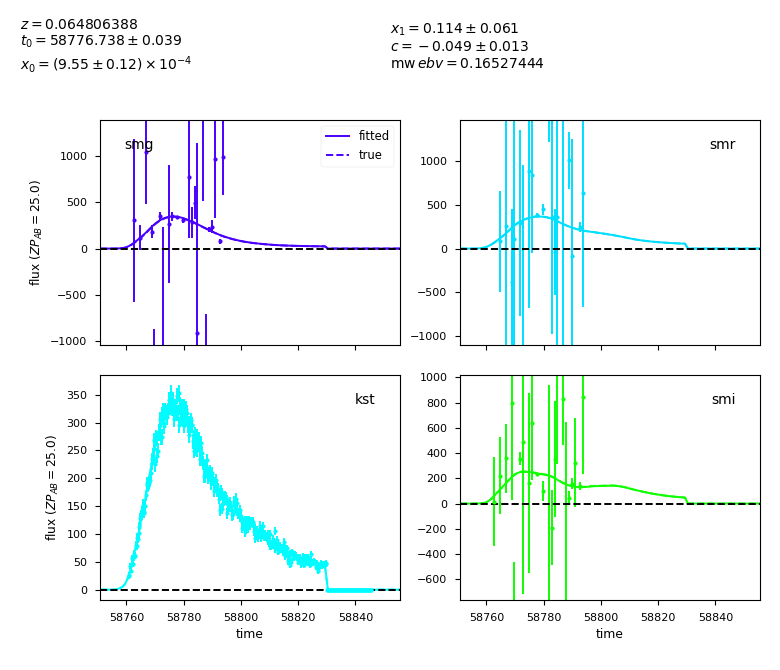 z = 0.064806388
t₀ = 58776.738 ± 0.039
x₀ = (9.55 ± 0.12) × 10⁻⁴
x₁ = 0.114 ± 0.061
c = −0.049 ± 0.013
mw ebv = 0.16527444
smg
fitted
true
1000
500
0
−500
−1000
flux (ZP_AB = 25.0)
smr
1000
500
0
−500
−1000
kst
350
300
250
200
150
100
50
0
flux (ZP_AB = 25.0)
58760 58780 58800 58820 58840
time
smi
1000
800
600
400
200
0
−200
−400
−600
58760 58780 58800 58820 58840
time